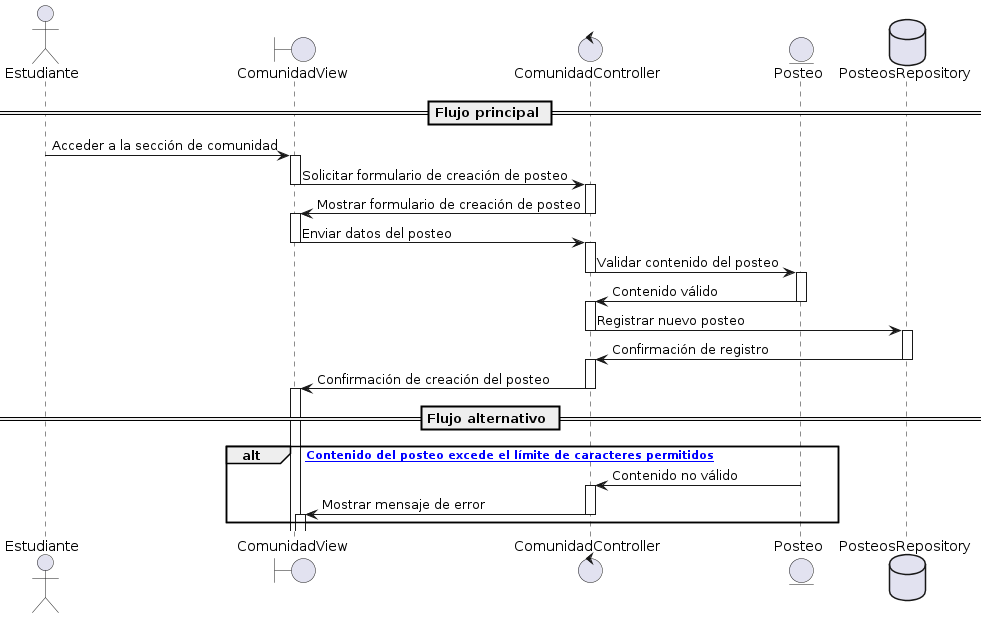 Estudiante ComunidadView ComunidadController Posteo PosteosRepository
Flujo principal
Acceder a la sección de comunidad
Solicitar formulario de creación de posteo
Mostrar formulario de creación de posteo
Enviar datos del posteo
Validar contenido del posteo
Contenido válido
Registrar nuevo posteo
Confirmación de registro
Confirmación de creación del posteo
Flujo alternativo
alt Contenido del posteo excede el límite de caracteres permitidos
Contenido no válido
Mostrar mensaje de error
Estudiante ComunidadView ComunidadController Posteo PosteosRepository